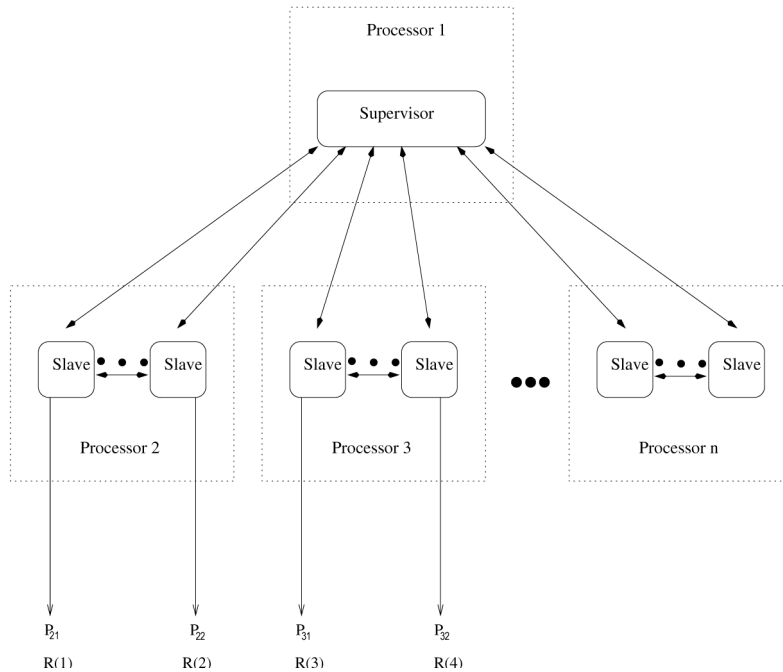 Processor 1
Supervisor
Slave Slave Slave Slave Slave Slave
Processor 2 Processor 3 Processor n
P21 P22 P31 P32
R(1) R(2) R(3) R(4)